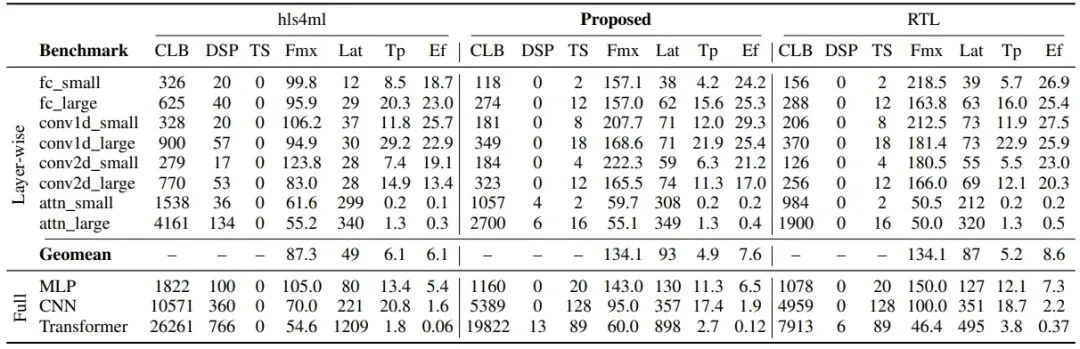 hls4ml Proposed RTL
Benchmark CLB DSP TS Fmx Lat Tp Ef CLB DSP TS Fmx Lat Tp Ef CLB DSP TS Fmx Lat Tp Ef
Layer-wise
fc_small 326 20 0 99.8 12 8.5 18.7 118 0 2 157.1 38 4.2 24.2 156 0 2 218.5 39 5.7 26.9
fc_large 625 40 0 95.9 29 20.3 23.0 274 0 12 157.0 62 15.6 25.3 288 0 12 163.8 63 16.0 25.4
conv1d_small 328 20 0 106.2 37 11.8 25.7 181 0 8 207.7 71 12.0 29.3 206 0 8 212.5 73 11.9 27.5
conv1d_large 900 57 0 94.9 30 29.2 22.9 349 0 18 168.6 71 21.9 25.4 370 0 18 181.4 73 22.9 25.9
conv2d_small 279 17 0 123.8 28 7.4 19.1 184 0 4 222.3 59 6.3 21.2 126 0 4 180.5 55 5.5 23.0
conv2d_large 770 53 0 83.0 28 14.9 13.4 323 0 12 165.5 74 11.3 17.0 256 0 12 166.0 69 12.1 20.3
attn_small 1538 36 0 61.6 299 0.2 0.1 1057 4 2 59.7 308 0.2 0.2 984 0 2 50.5 212 0.2 0.2
attn_large 4161 134 0 55.2 340 1.3 0.3 2700 6 16 55.1 349 1.3 0.4 1900 0 16 50.0 320 1.3 0.5
Geomean – – – 87.3 49 6.1 6.1 – – – 134.1 93 4.9 7.6 – – – 134.1 87 5.2 8.6
Full
MLP 1822 100 0 105.0 80 13.4 5.4 1160 0 20 143.0 130 11.3 6.5 1078 0 20 150.0 127 12.1 7.3
CNN 10571 360 0 70.0 221 20.8 1.6 5389 0 128 95.0 357 17.4 1.9 4959 0 128 100.0 351 18.7 2.2
Transformer 26261 766 0 54.6 1209 1.8 0.06 19822 13 89 60.0 898 2.7 0.12 7913 6 89 46.4 495 3.8 0.37